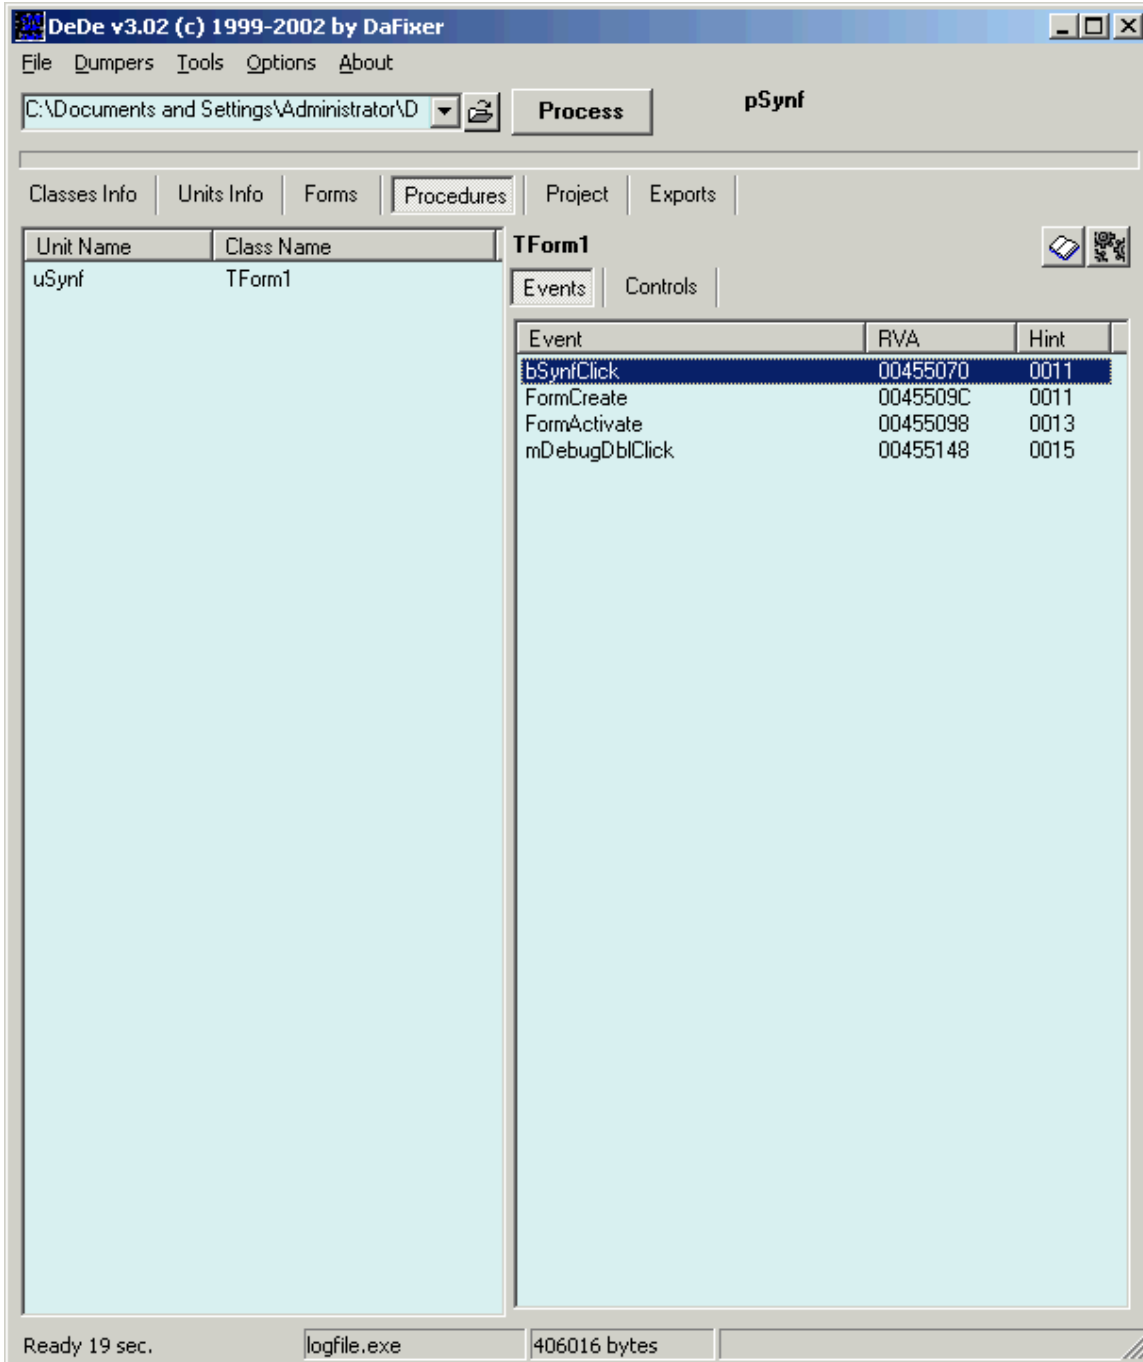 DeDe v3.02 (c) 1999-2002 by DaFixer
File Dumpers Tools Options About
C:\Documents and Settings\Administrator\D Process pSynf
Classes Info Units Info Forms Procedures Project Exports
Unit Name Class Name TForm1
uSynf TForm1 Events Controls
Event RVA Hint
bSynfClick 00455070 0011
FormCreate 0045509C 0011
FormActivate 00455098 0013
mDebugDblClick 00455148 0015
Ready 19 sec. logfile.exe 406016 bytes